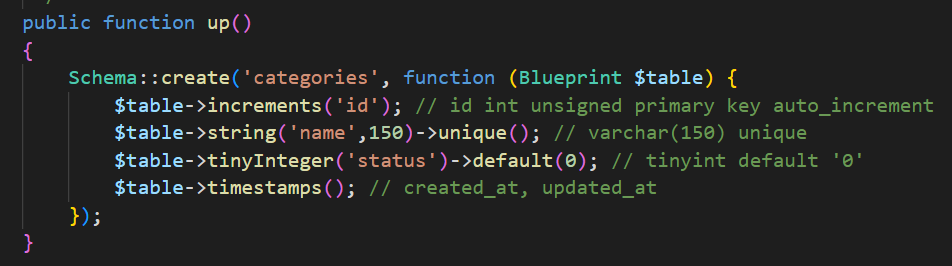 public function up()
{
Schema::create('categories', function (Blueprint $table) {
$table->increments('id'); // id int unsigned primary key auto_increment
$table->string('name',150)->unique(); // varchar(150) unique
$table->tinyInteger('status')->default(0); // tinyint default '0'
$table->timestamps(); // created_at, updated_at
});
}